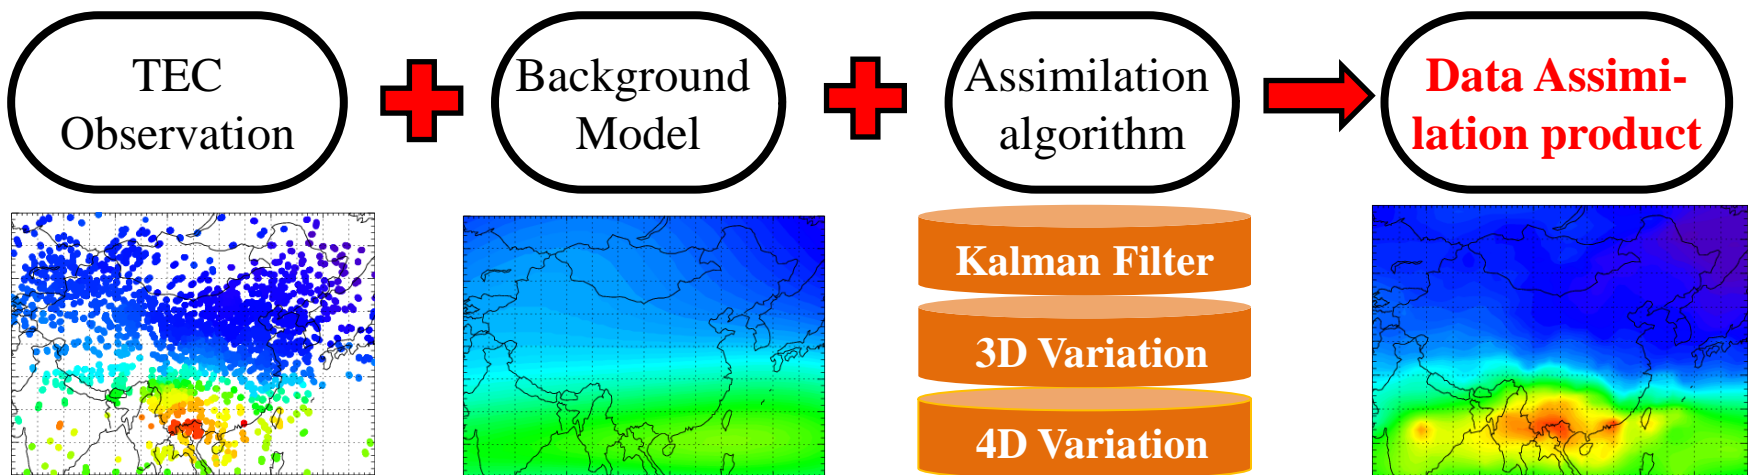 TEC
Observation
Background
Model
Assimilation
algorithm
Data Assimi-
lation product
Kalman Filter
3D Variation
4D Variation